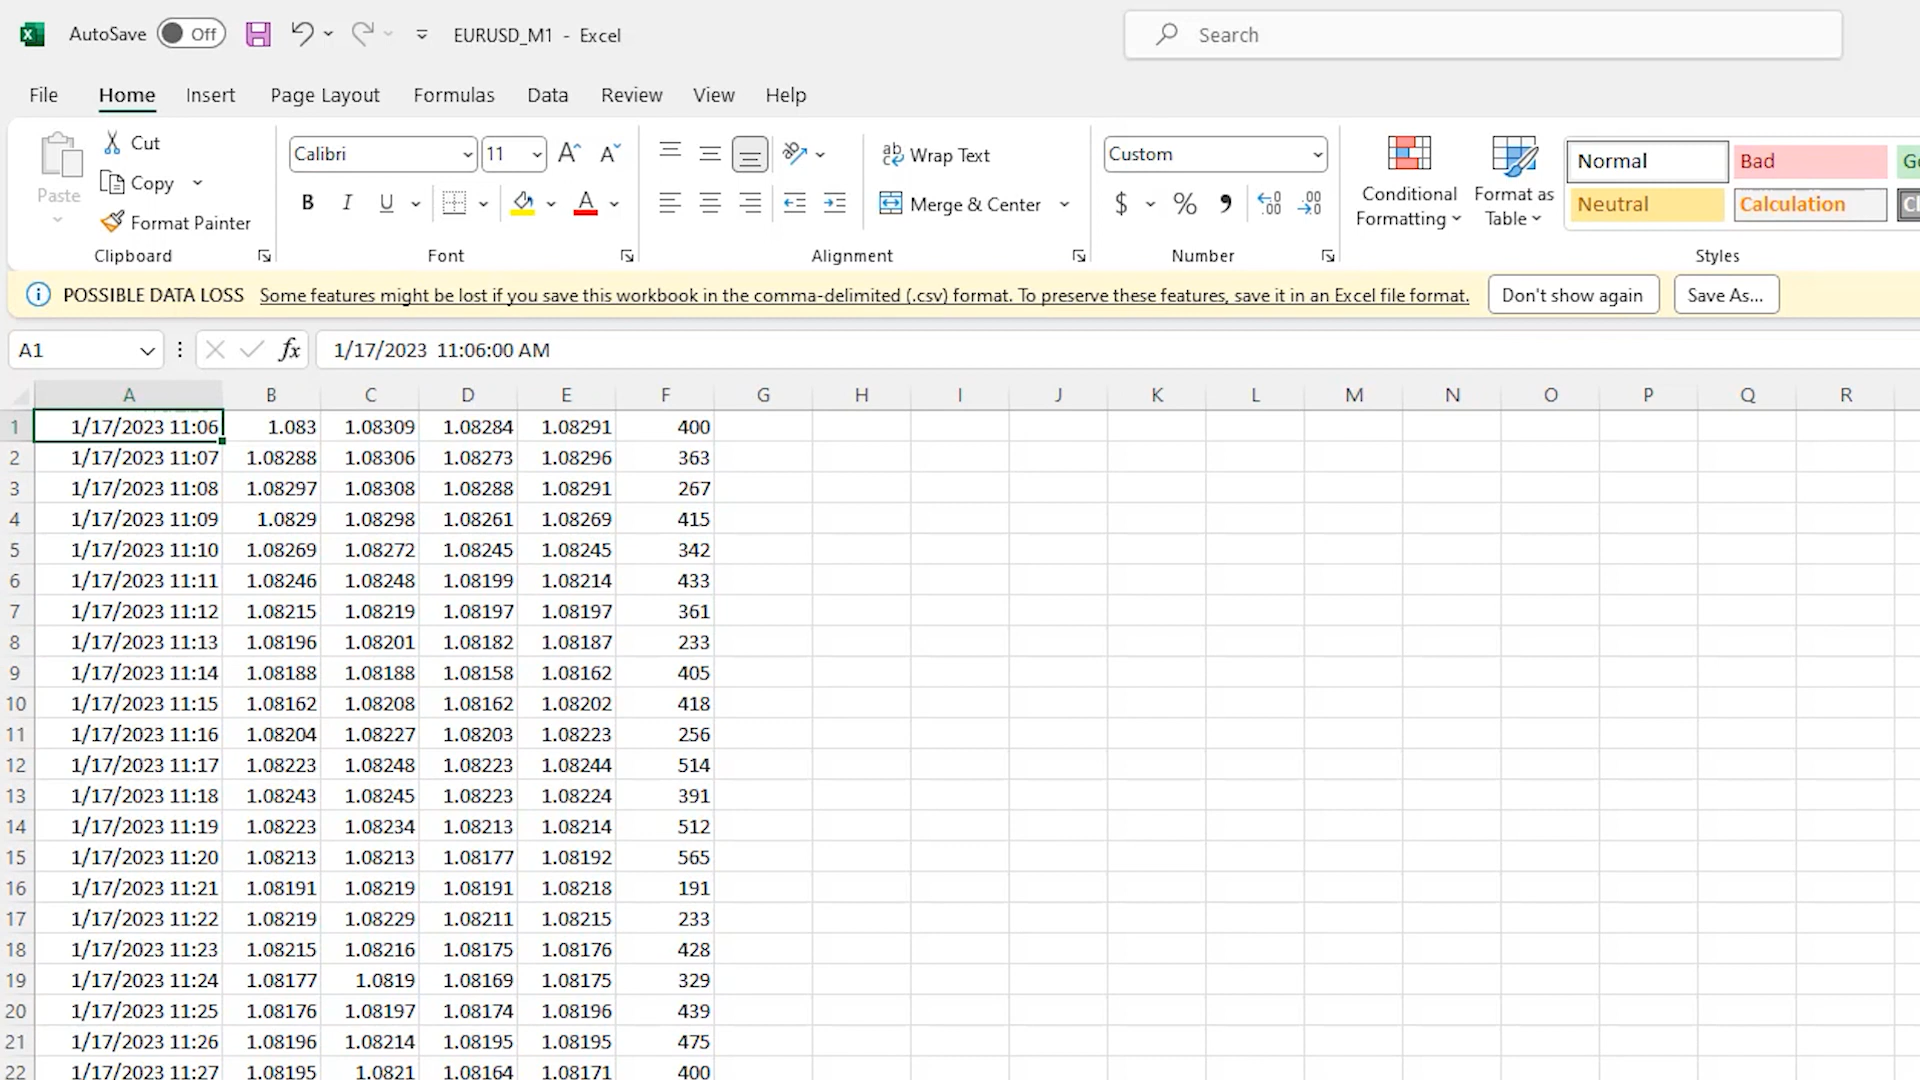 AutoSave Off EURUSD_M1 - Excel Search
File Home Insert Page Layout Formulas Data Review View Help
Paste Cut Copy Format Painter Clipboard
Calibri 11 B I U A Font
Wrap Text Merge & Center Alignment
Custom $ % Number
Conditional Formatting Format as Table Normal Bad Neutral Calculation Styles
POSSIBLE DATA LOSS Some features might be lost if you save this workbook in the comma-delimited (.csv) format. To preserve these features, save it in an Excel file format. Don't show again Save As...
A1 fx 1/17/2023 11:06:00 AM
A B C D E F G H I J K L M N O P Q R
1 1/17/2023 11:06 1.083 1.08309 1.08284 1.08291 400
2 1/17/2023 11:07 1.08288 1.08306 1.08273 1.08296 363
3 1/17/2023 11:08 1.08297 1.08308 1.08288 1.08291 267
4 1/17/2023 11:09 1.0829 1.08298 1.08261 1.08269 415
5 1/17/2023 11:10 1.08269 1.08272 1.08245 1.08245 342
6 1/17/2023 11:11 1.08246 1.08248 1.08199 1.08214 433
7 1/17/2023 11:12 1.08215 1.08219 1.08197 1.08197 361
8 1/17/2023 11:13 1.08196 1.08201 1.08182 1.08187 233
9 1/17/2023 11:14 1.08188 1.08188 1.08158 1.08162 405
10 1/17/2023 11:15 1.08162 1.08208 1.08162 1.08202 418
11 1/17/2023 11:16 1.08204 1.08227 1.08203 1.08223 256
12 1/17/2023 11:17 1.08223 1.08248 1.08223 1.08244 514
13 1/17/2023 11:18 1.08243 1.08245 1.08223 1.08224 391
14 1/17/2023 11:19 1.08223 1.08234 1.08213 1.08214 512
15 1/17/2023 11:20 1.08213 1.08213 1.08177 1.08192 565
16 1/17/2023 11:21 1.08191 1.08219 1.08191 1.08218 191
17 1/17/2023 11:22 1.08219 1.08229 1.08211 1.08215 233
18 1/17/2023 11:23 1.08215 1.08216 1.08175 1.08176 428
19 1/17/2023 11:24 1.08177 1.0819 1.08169 1.08175 329
20 1/17/2023 11:25 1.08176 1.08197 1.08174 1.08196 439
21 1/17/2023 11:26 1.08196 1.08214 1.08195 1.08195 475
22 1/17/2023 11:27 1.08195 1.0821 1.08164 1.08171 400